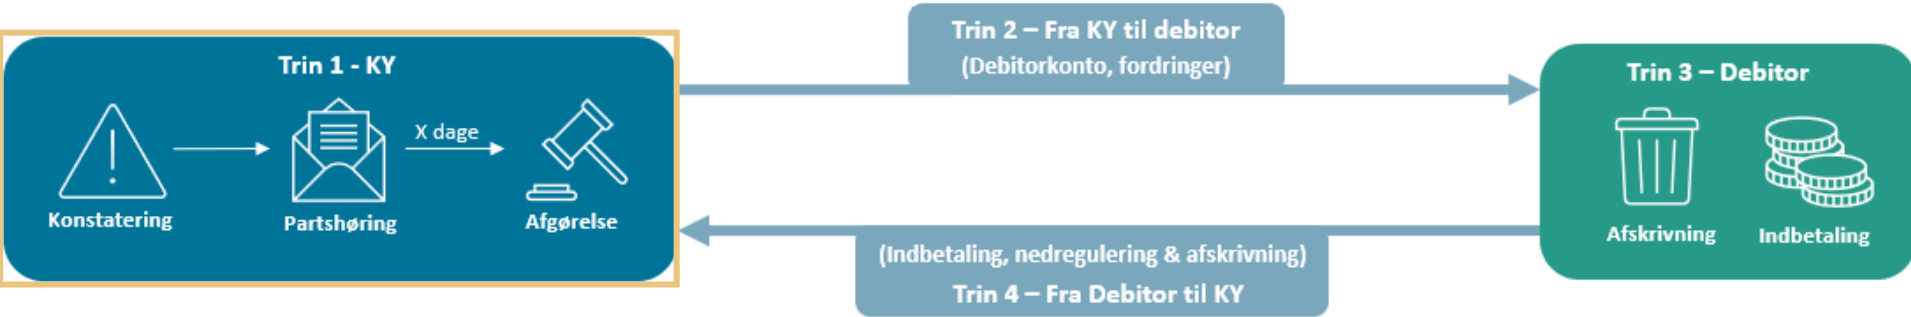 Trin 1 - KY
Konstatering
Partshøring
X dage
Afgørelse
Trin 2 – Fra KY til debitor
(Debitorkonto, fordringer)
Trin 3 – Debitor
Afskrivning
Indbetaling
(Indbetaling, nedregulering & afskrivning)
Trin 4 – Fra Debitor til KY